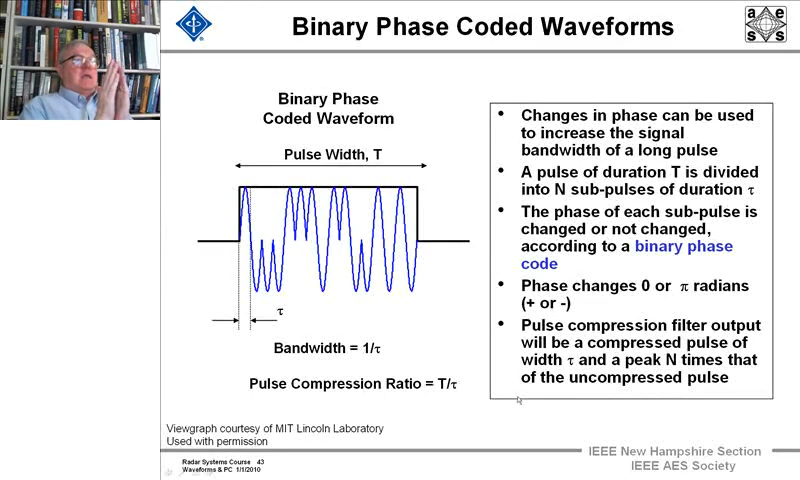 Binary Phase Coded Waveforms
a e
s s
Binary Phase
Coded Waveform
Pulse Width, T
τ
Bandwidth = 1/τ
Pulse Compression Ratio = T/τ
• Changes in phase can be used
to increase the signal
bandwidth of a long pulse
• A pulse of duration T is divided
into N sub-pulses of duration τ
• The phase of each sub-pulse is
changed or not changed,
according to a binary phase
code
• Phase changes 0 or π radians
(+ or -)
• Pulse compression filter output
will be a compressed pulse of
width τ and a peak N times that
of the uncompressed pulse
Viewgraph courtesy of MIT Lincoln Laboratory
Used with permission
Radar Systems Course 43
Waveforms & PC 1/1/2010
IEEE New Hampshire Section
IEEE AES Society